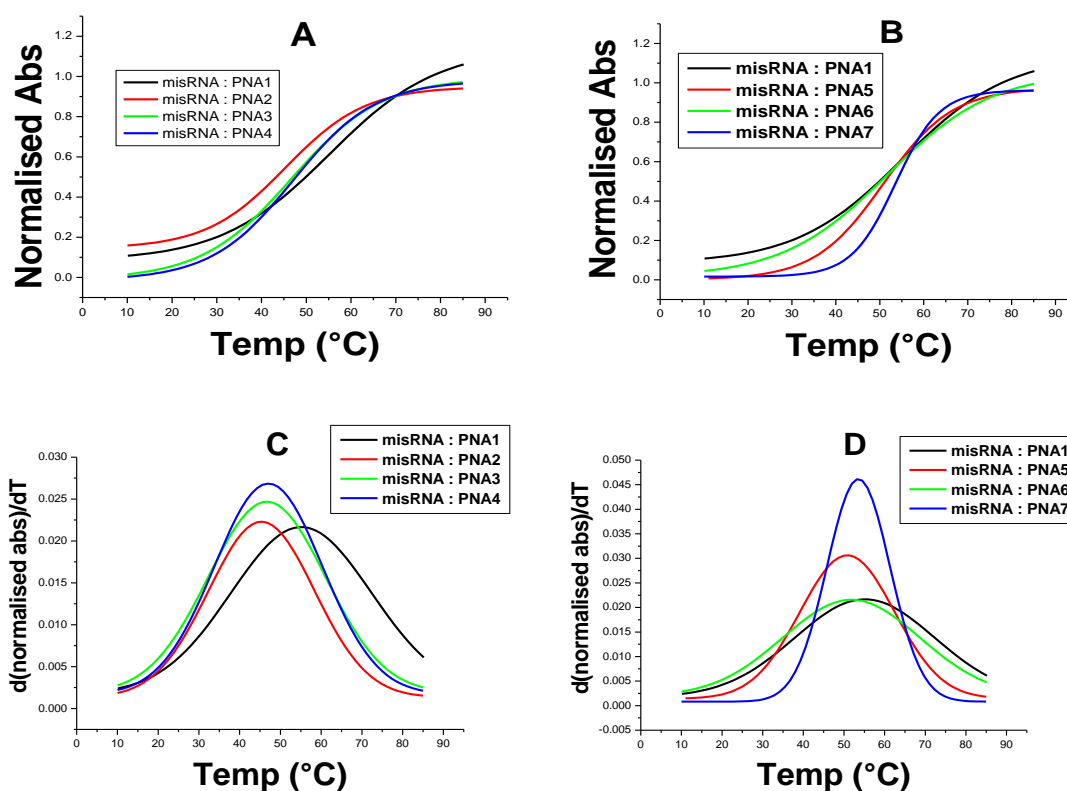 A
Normalised Abs
1.2
1.0
0.8
0.6
0.4
0.2
0.0
misRNA : PNA1
misRNA : PNA2
misRNA : PNA3
misRNA : PNA4
0 10 20 30 40 50 60 70 80 90
Temp (°C)
B
Normalised Abs
1.2
1.0
0.8
0.6
0.4
0.2
0.0
misRNA : PNA1
misRNA : PNA5
misRNA : PNA6
misRNA : PNA7
0 10 20 30 40 50 60 70 80 90
Temp (°C)
C
d(normalised abs)/dT
0.030
0.025
0.020
0.015
0.010
0.005
0.000
misRNA : PNA1
misRNA : PNA2
misRNA : PNA3
misRNA : PNA4
0 10 20 30 40 50 60 70 80 90
Temp (°C)
D
d(normalised abs)/dT
0.050
0.045
0.040
0.035
0.030
0.025
0.020
0.015
0.010
0.005
0.000
-0.005
misRNA : PNA1
misRNA : PNA5
misRNA : PNA6
misRNA : PNA7
0 10 20 30 40 50 60 70 80 90
Temp (°C)